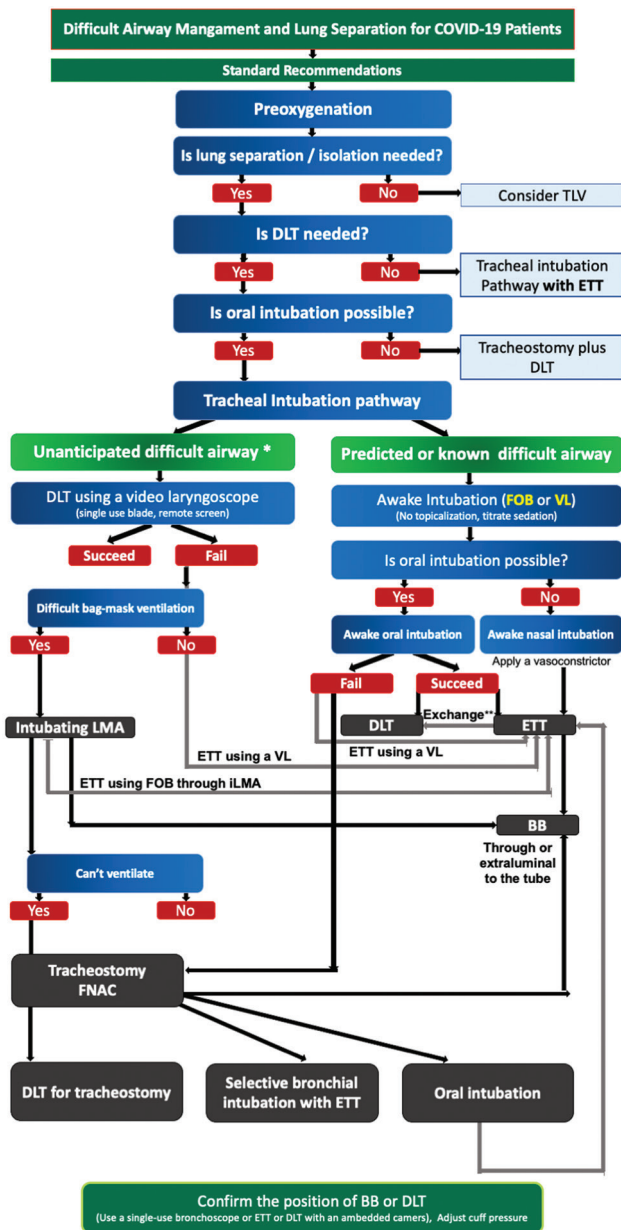 Difficult Airway Mangament and Lung Separation for COVID-19 Patients
Standard Recommendations
Preoxygenation
Is lung separation / isolation needed?
Yes
No
Consider TLV
Is DLT needed?
Yes
No
Tracheal intubation
Pathway with ETT
Is oral intubation possible?
Yes
No
Tracheostomy plus
DLT
Tracheal Intubation pathway
Unanticipated difficult airway *
Predicted or known difficult airway
DLT using a video laryngoscope
(single use blade, remote screen)
Awake Intubation (FOB or VL)
(No topicalization, titrate sedation)
Succeed
Fail
Is oral intubation possible?
Difficult bag-mask ventilation
Yes
No
Yes
No
Awake oral intubation
Awake nasal intubation
Apply a vasoconstrictor
Fail
Succeed
Intubating LMA
DLT
Exchange**
ETT
ETT using a VL
ETT using a VL
ETT using FOB through iLMA
BB
Through or
extraluminal
to the tube
Can't ventilate
Yes
No
Tracheostomy
FNAC
DLT for tracheostomy
Selective bronchial
intubation with ETT
Oral intubation
Confirm the position of BB or DLT
(Use a single-use bronchoscope or ETT or DLT with an ambedded camers), Adjust cuff pressure